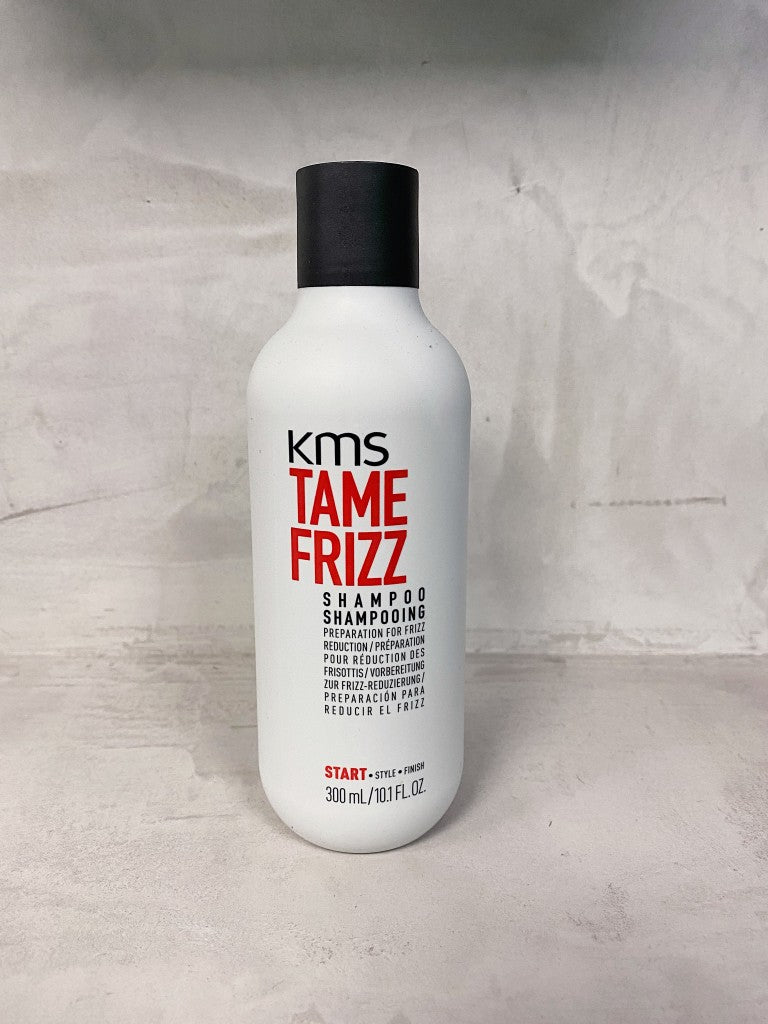 kms
TAME
FRIZZ
SHAMPOO
SHAMPOOING
PREPARATION FOR FRIZZ
REDUCTION/PRÉPARATION
POUR RÉDUCTION DES
FRISOTTIS/VORBEREITUNG
ZUR FRIZZ-REDUZIERUNG/
PREPARACIÓN PARA
REDUCIR EL FRIZZ
START • STYLE • FINISH
300 mL/10.1 FL.OZ.